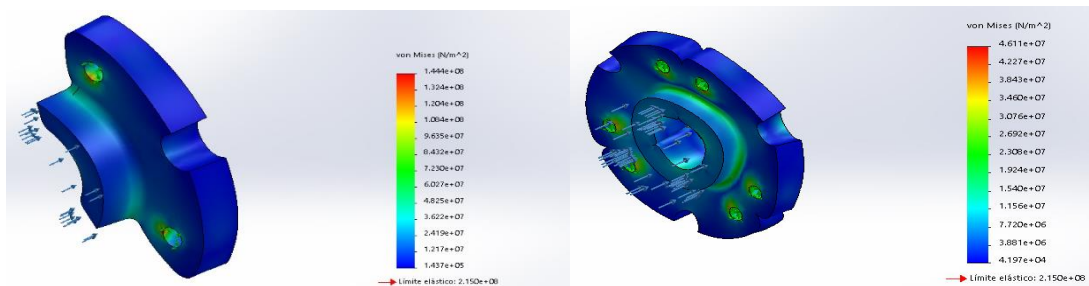 von Mises (N/m^2)
1.444e+08
1.324e+08
1.204e+08
1.084e+08
9.635e+07
8.432e+07
7.230e+07
6.027e+07
4.825e+07
3.622e+07
2.419e+07
1.217e+07
1.437e+05
Límite elástico: 2.150e+08
von Mises (N/m^2)
4.611e+07
4.227e+07
3.843e+07
3.460e+07
3.076e+07
2.692e+07
2.308e+07
1.924e+07
1.540e+07
1.156e+07
7.720e+06
3.881e+06
4.197e+04
Límite elástico: 2.150e+08